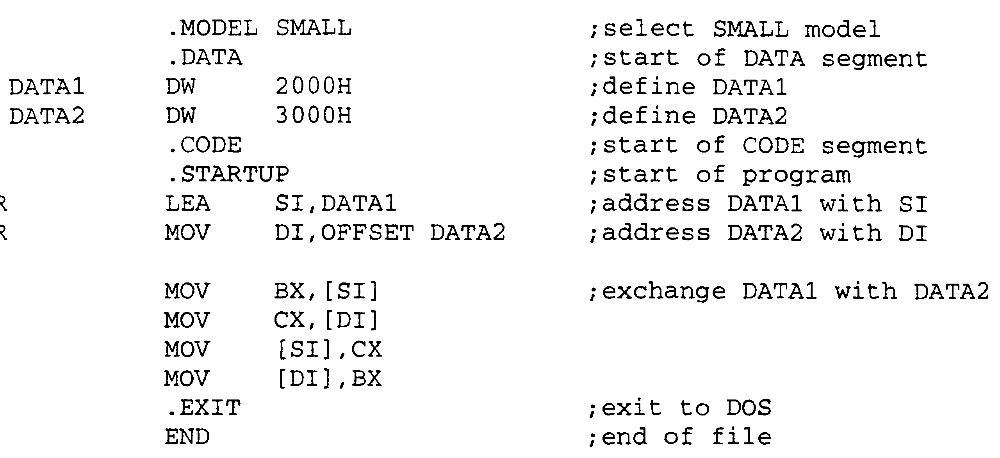 .MODEL SMALL ;select SMALL model
.DATA ;start of DATA segment
DATA1 DW 2000H ;define DATA1
DATA2 DW 3000H ;define DATA2
.CODE ;start of CODE segment
.STARTUP ;start of program
R LEA SI,DATA1 ;address DATA1 with SI
R MOV DI,OFFSET DATA2 ;address DATA2 with DI
MOV BX,[SI] ;exchange DATA1 with DATA2
MOV CX,[DI]
MOV [SI],CX
MOV [DI],BX
.EXIT ;exit to DOS
END ;end of file